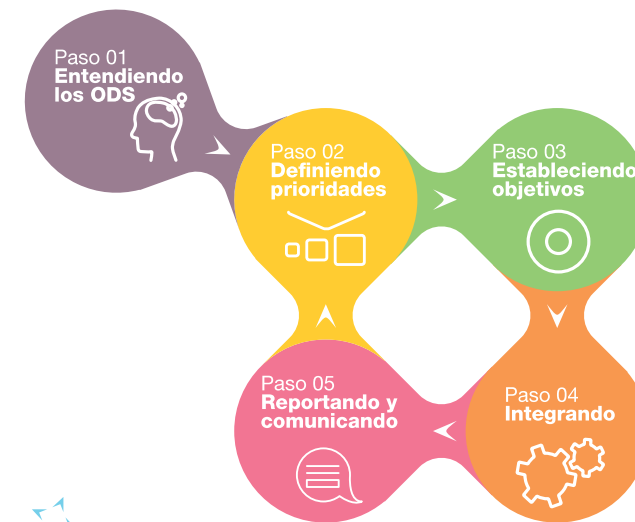 Paso 01
Entendiendo
los ODS
Paso 02
Definiendo
prioridades
Paso 03
Estableciendo
objetivos
Paso 04
Integrando
Paso 05
Reportando y
comunicando